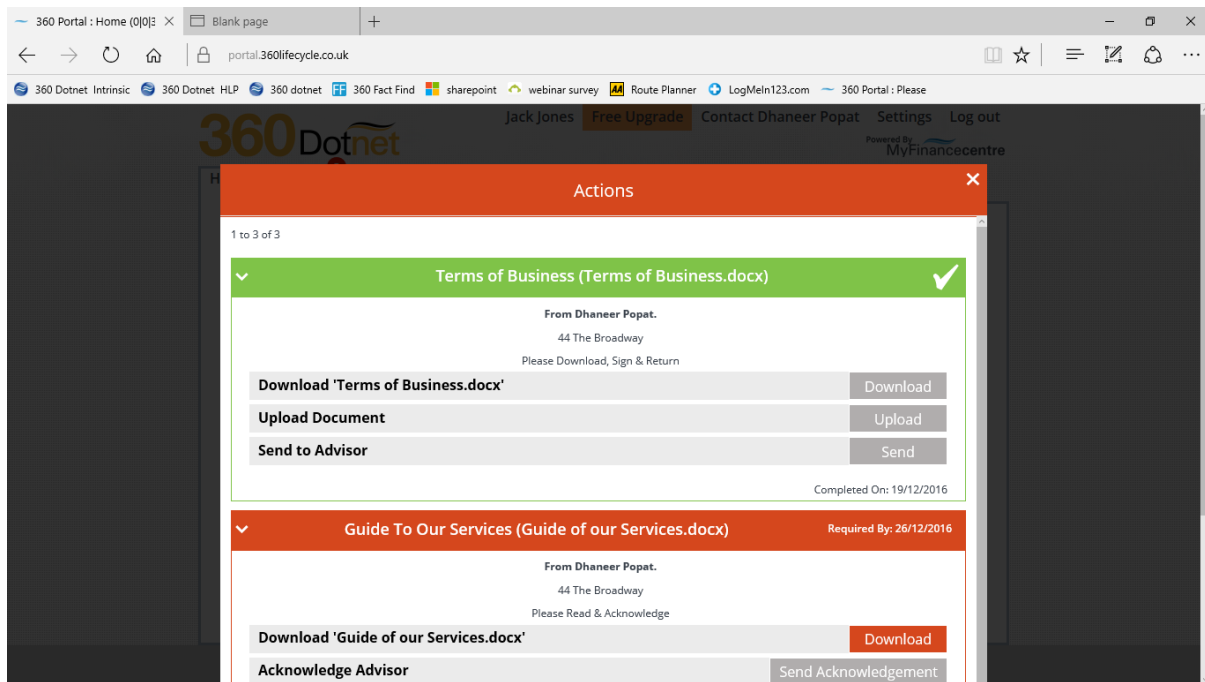 360 Portal : Home (0|0|3
Blank page
portal.360lifecycle.co.uk
360 Dotnet Intrinsic 360 Dotnet HLP 360 dotnet FF 360 Fact Find sharepoint webinar survey AA Route Planner LogMeIn123.com 360 Portal : Please
360 Dotnet
Jack Jones Free Upgrade Contact Dhaneer Popat Settings Log out
Powered By
MyFinancecentre
H
Actions
1 to 3 of 3
Terms of Business (Terms of Business.docx)
From Dhaneer Popat.
44 The Broadway
Please Download, Sign & Return
Download 'Terms of Business.docx' Download
Upload Document Upload
Send to Advisor Send
Completed On: 19/12/2016
Guide To Our Services (Guide of our Services.docx) Required By: 26/12/2016
From Dhaneer Popat.
44 The Broadway
Please Read & Acknowledge
Download 'Guide of our Services.docx' Download
Acknowledge Advisor Send Acknowledgement